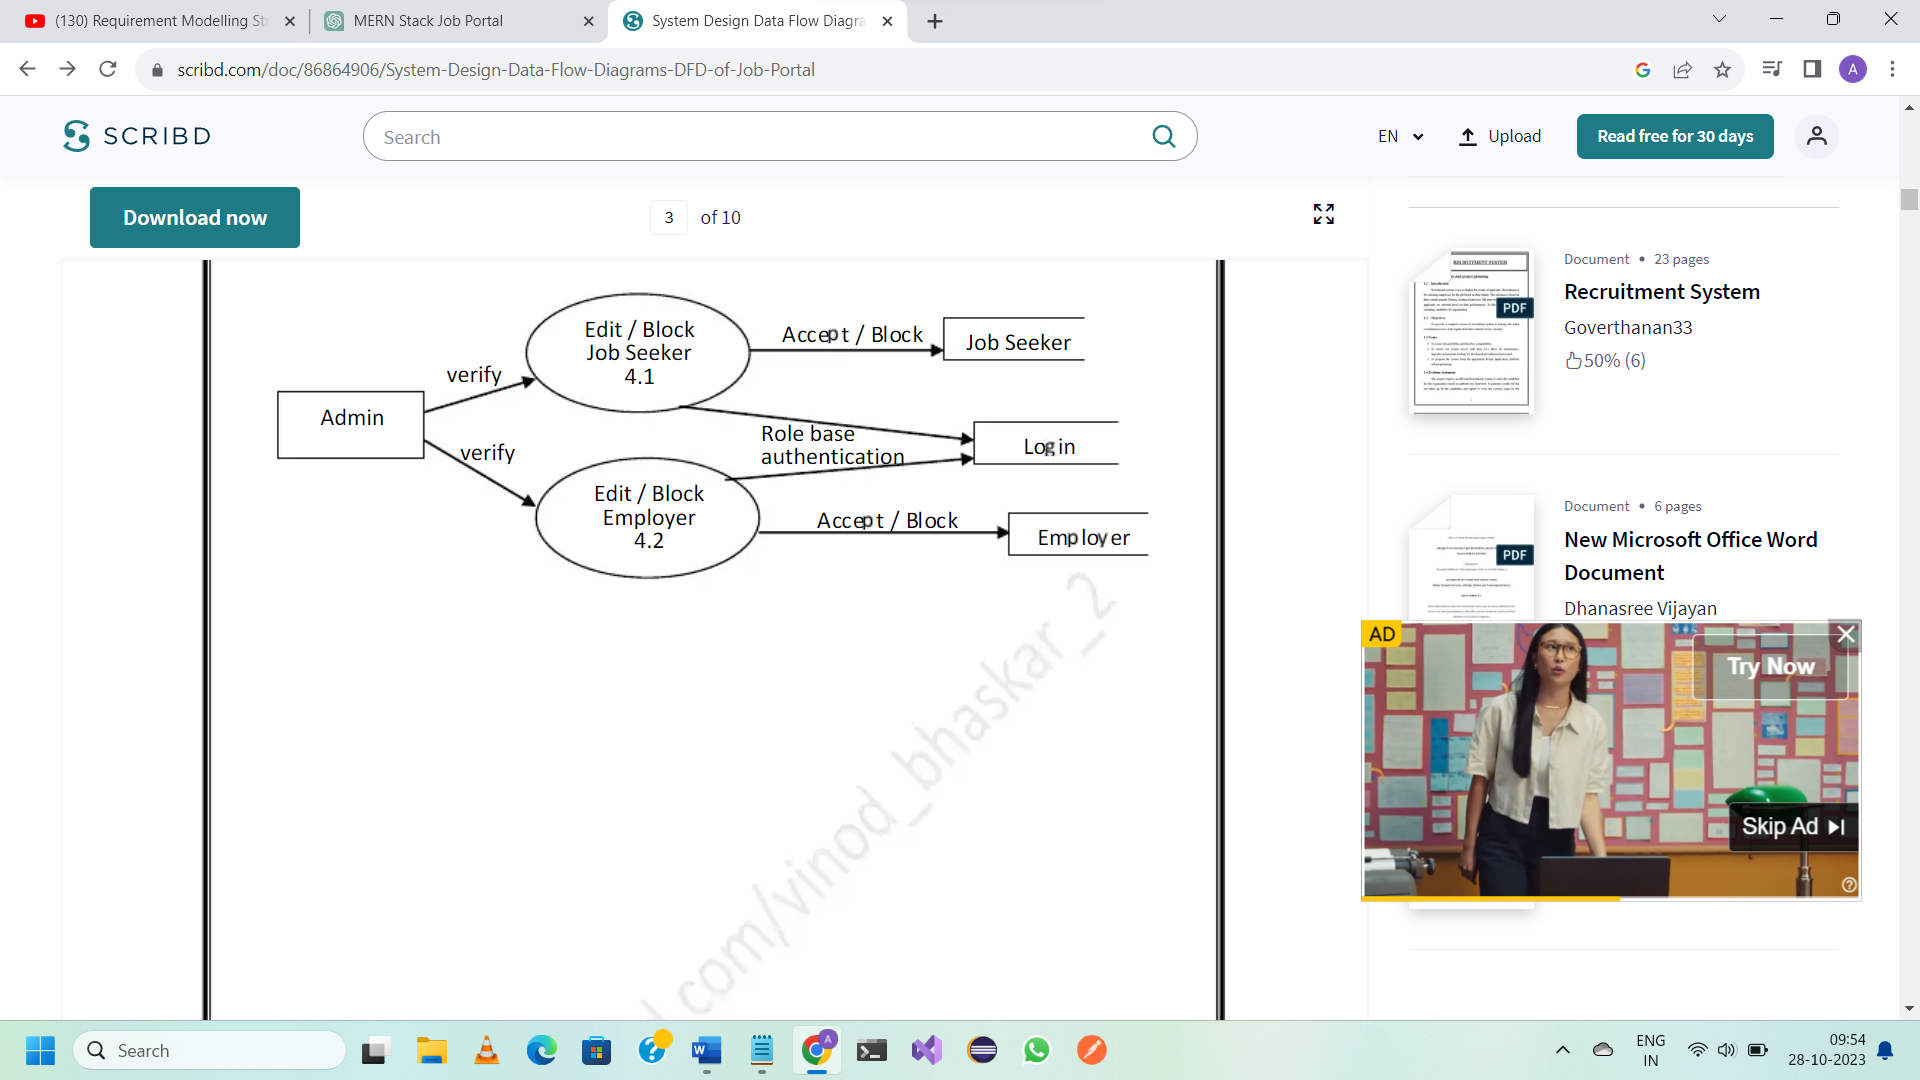 (130) Requirement Modelling Str
MERN Stack Job Portal
System Design Data Flow Diagra
scribd.com/doc/86864906/System-Design-Data-Flow-Diagrams-DFD-of-Job-Portal
A
SCRIBD
Search
EN
Upload
Read free for 30 days
Download now
3 of 10
Edit / Block
Job Seeker
4.1
Accept / Block
Job Seeker
verify
Admin
Role base
authentication
Login
verify
Edit / Block
Employer
4.2
Accept / Block
Employer
d.com/vinod_bhaskar_2
RECRUITMENT SYSTEM
PDF
Document • 23 pages
Recruitment System
Goverthanan33
50% (6)
PDF
Document • 6 pages
New Microsoft Office Word
Document
Dhanasree Vijayan
AD
Try Now
Skip Ad
Search
A
ENG
IN
09:54
28-10-2023